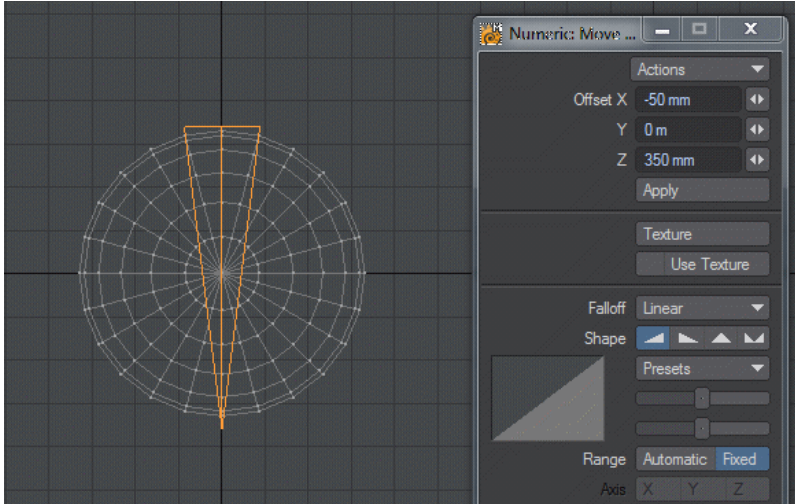 Numeric: Move ...
Actions
Offset X -50 mm
Y 0 m
Z 350 mm
Apply
Texture
Use Texture
Falloff Linear
Shape
Presets
Range Automatic Fixed
Axis X Y Z